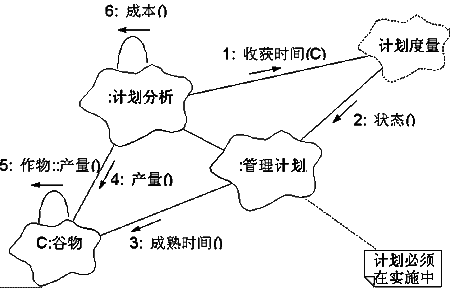 6: 成本()
1: 收获时间(C)
计划度量
:计划分析
2: 状态()
5: 作物::产量()
4: 产量()
:管理计划
C:谷物
3: 成熟时间()
计划必须
在实施中